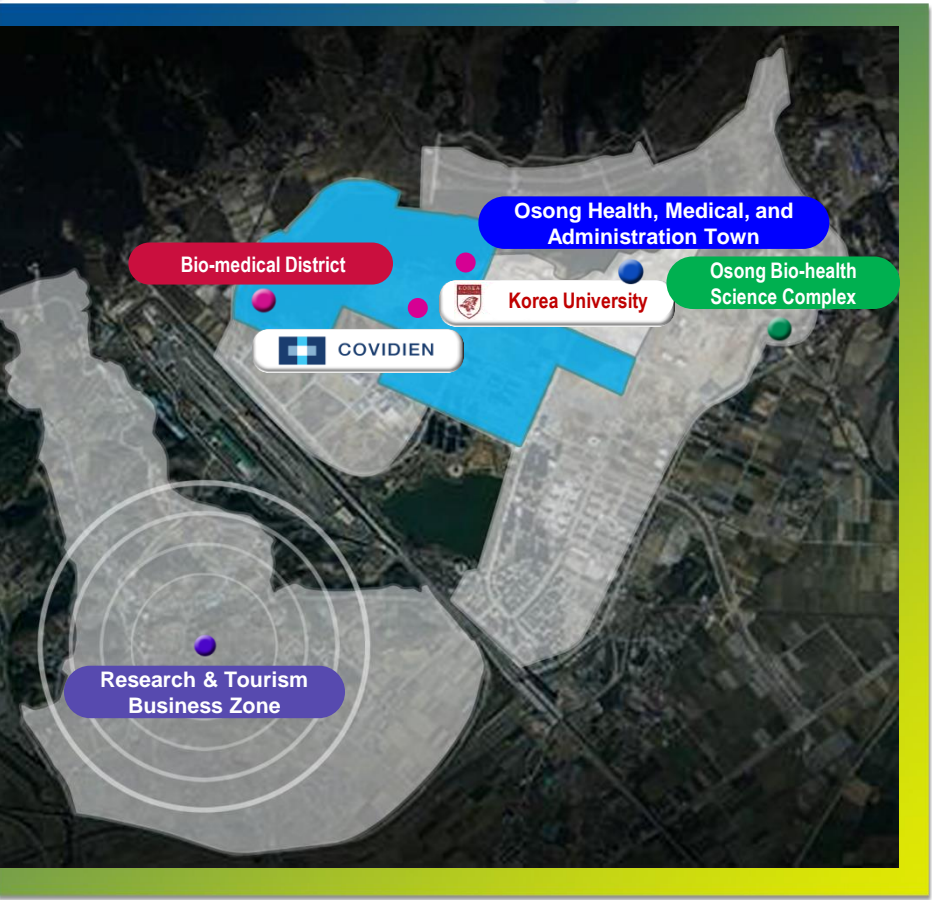 Osong Health, Medical, and
Administration Town
Bio-medical District
Osong Bio-health
Science Complex
KOREA
Korea University
COVIDIEN
Research & Tourism
Business Zone